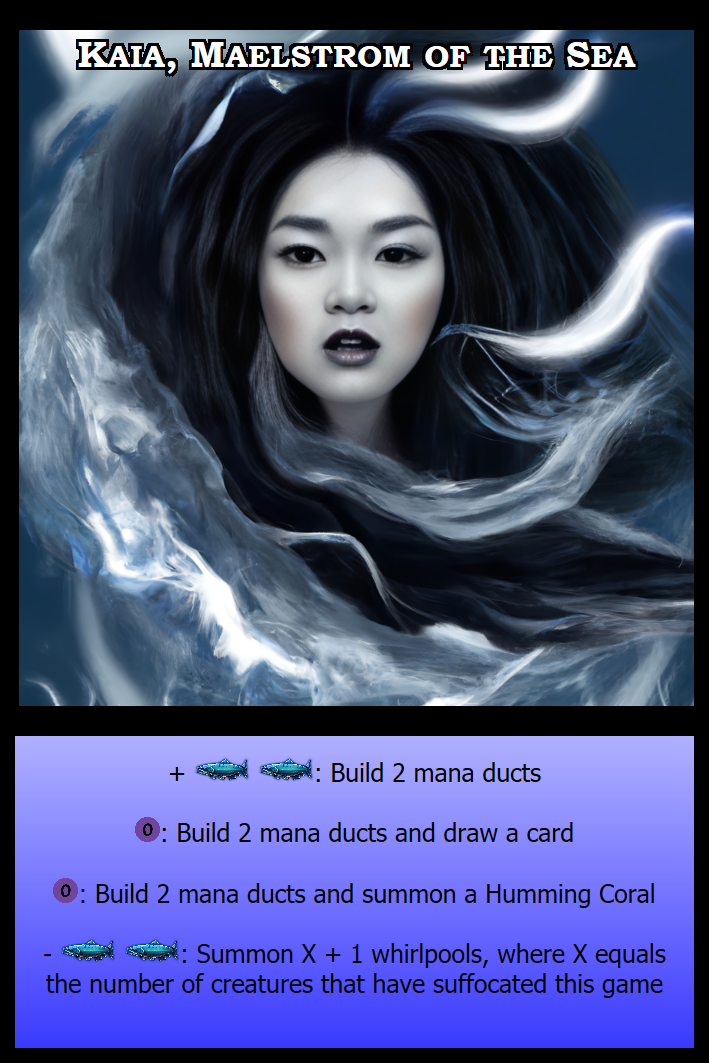 Kaia, Maelstrom of the Sea
+ : Build 2 mana ducts
0: Build 2 mana ducts and draw a card
0: Build 2 mana ducts and summon a Humming Coral
- : Summon X + 1 whirlpools, where X equals
the number of creatures that have suffocated this game